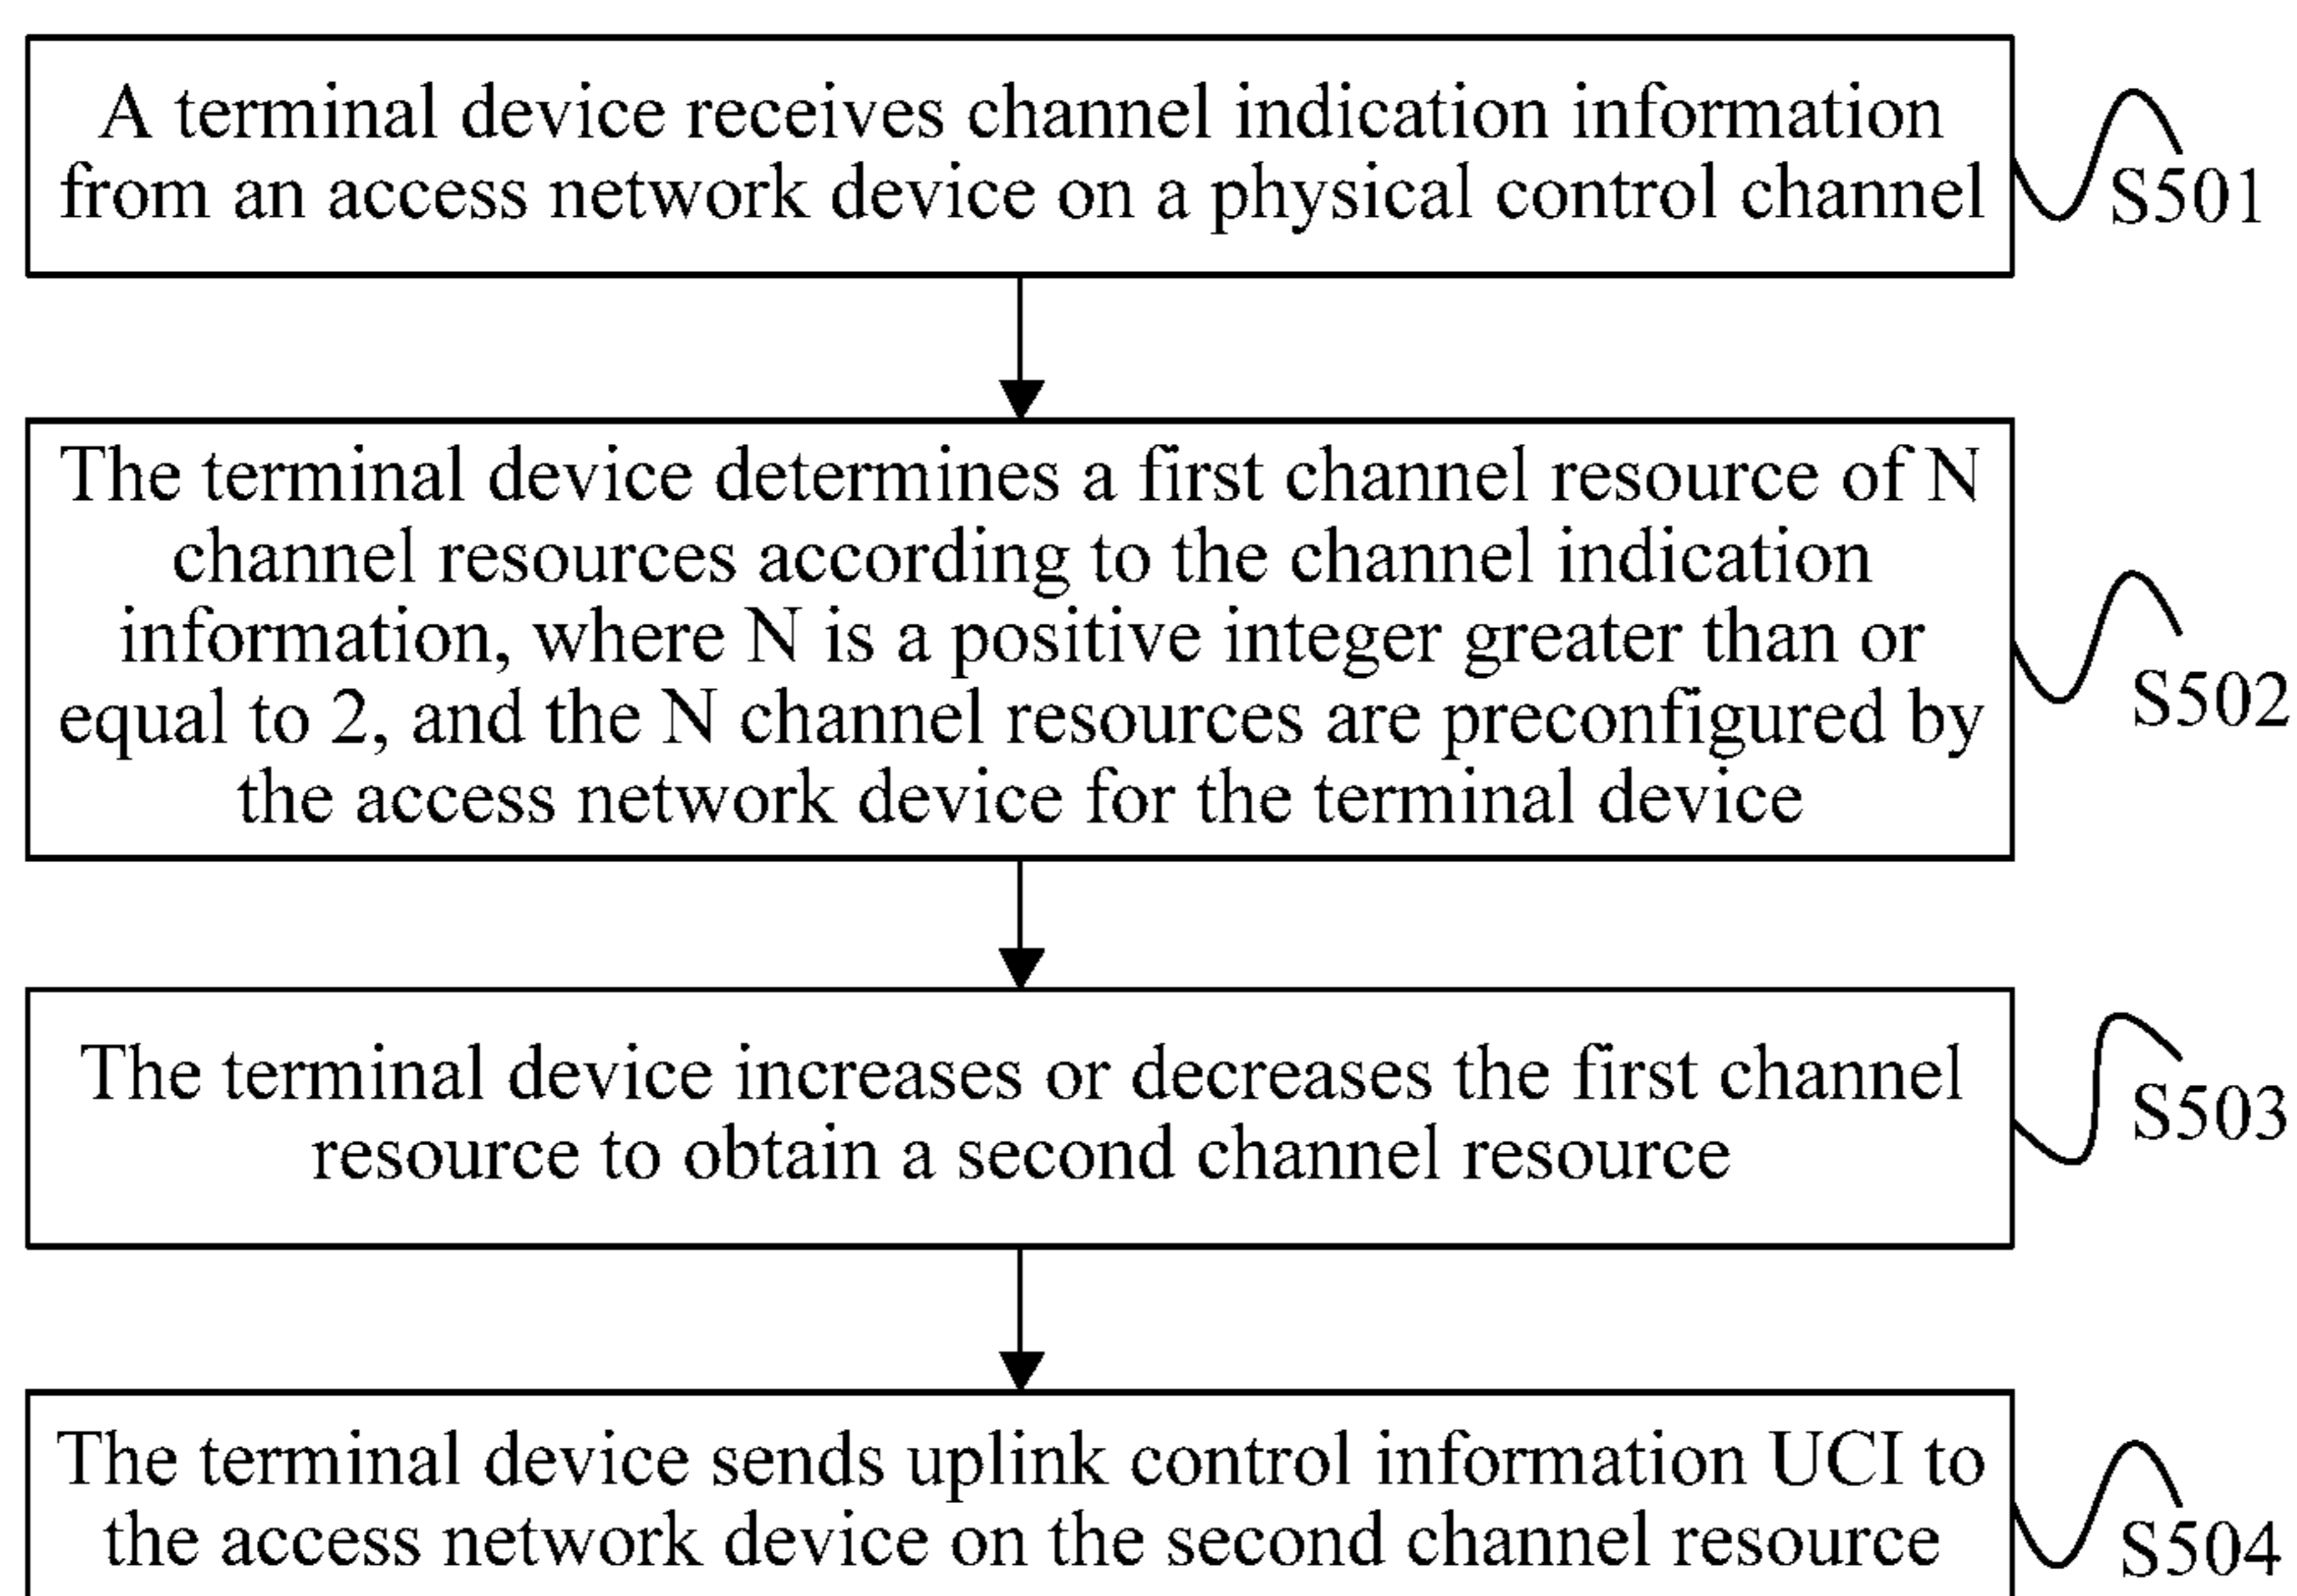 A terminal device receives channel indication information
from an access network device on a physical control channel
S501
The terminal device determines a first channel resource of N
channel resources according to the channel indication
information, where N is a positive integer greater than or
equal to 2, and the N channel resources are preconfigured by
the access network device for the terminal device
S502
The terminal device increases or decreases the first channel
resource to obtain a second channel resource
S503
The terminal device sends uplink control information UCI to
the access network device on the second channel resource
S504